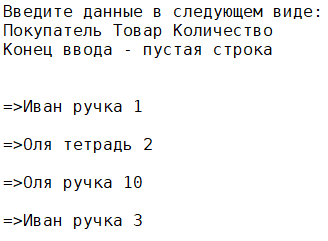 Введите данные в следующем виде:
Покупатель Товар Количество
Конец ввода - пустая строка
=>Иван ручка 1
=>Оля тетрадь 2
=>Оля ручка 10
=>Иван ручка 3